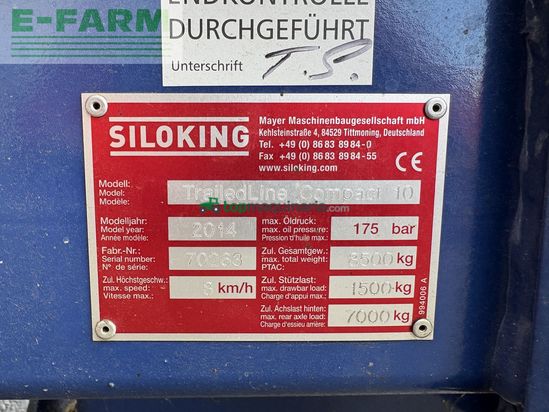 E-FARM
ENDKONTROLLE
DURCHGEFÜHRT
Unterschrift T.S.
SILOKING
Mayer Maschinenbaugesellschaft mbH
Kehlsteinstraße 4, 84529 Tittmoning, Deutschland
Tel. +49 (0) 86 83 89 84-0
Fax +49 (0) 86 83 89 84-55
www.siloking.com
CE
Modell:
Model:
Modèle:
TrailedLine Compact 10
Modelljahr:
Model year:
Année modèle:
2014
max. Öldruck:
max. oil pressure:
Pression d'huile max.:
175 bar
Fabr.-Nr.:
Serial number:
N° de série:
70268
Zul. Gesamtgew.:
max. total weight:
PTAC:
8500 kg
Zul. Höchstgeschw.:
max. speed:
Vitesse max.:
8 km/h
Zul. Stützlast:
max. drawbar load:
Charge d'appui max.:
1500 kg
Zul. Achslast hinten:
max. rear axle load:
Charge d'essieu arrière:
7000 kg
994006 A